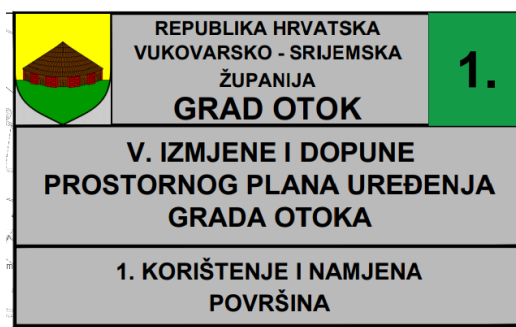 REPUBLIKA HRVATSKA
VUKOVARSKO - SRIJEMSKA
ŽUPANIJA
GRAD OTOK
1.
V. IZMJENE I DOPUNE
PROSTORNOG PLANA UREĐENJA
GRADA OTOKA
1. KORIŠTENJE I NAMJENA
POVRŠINA